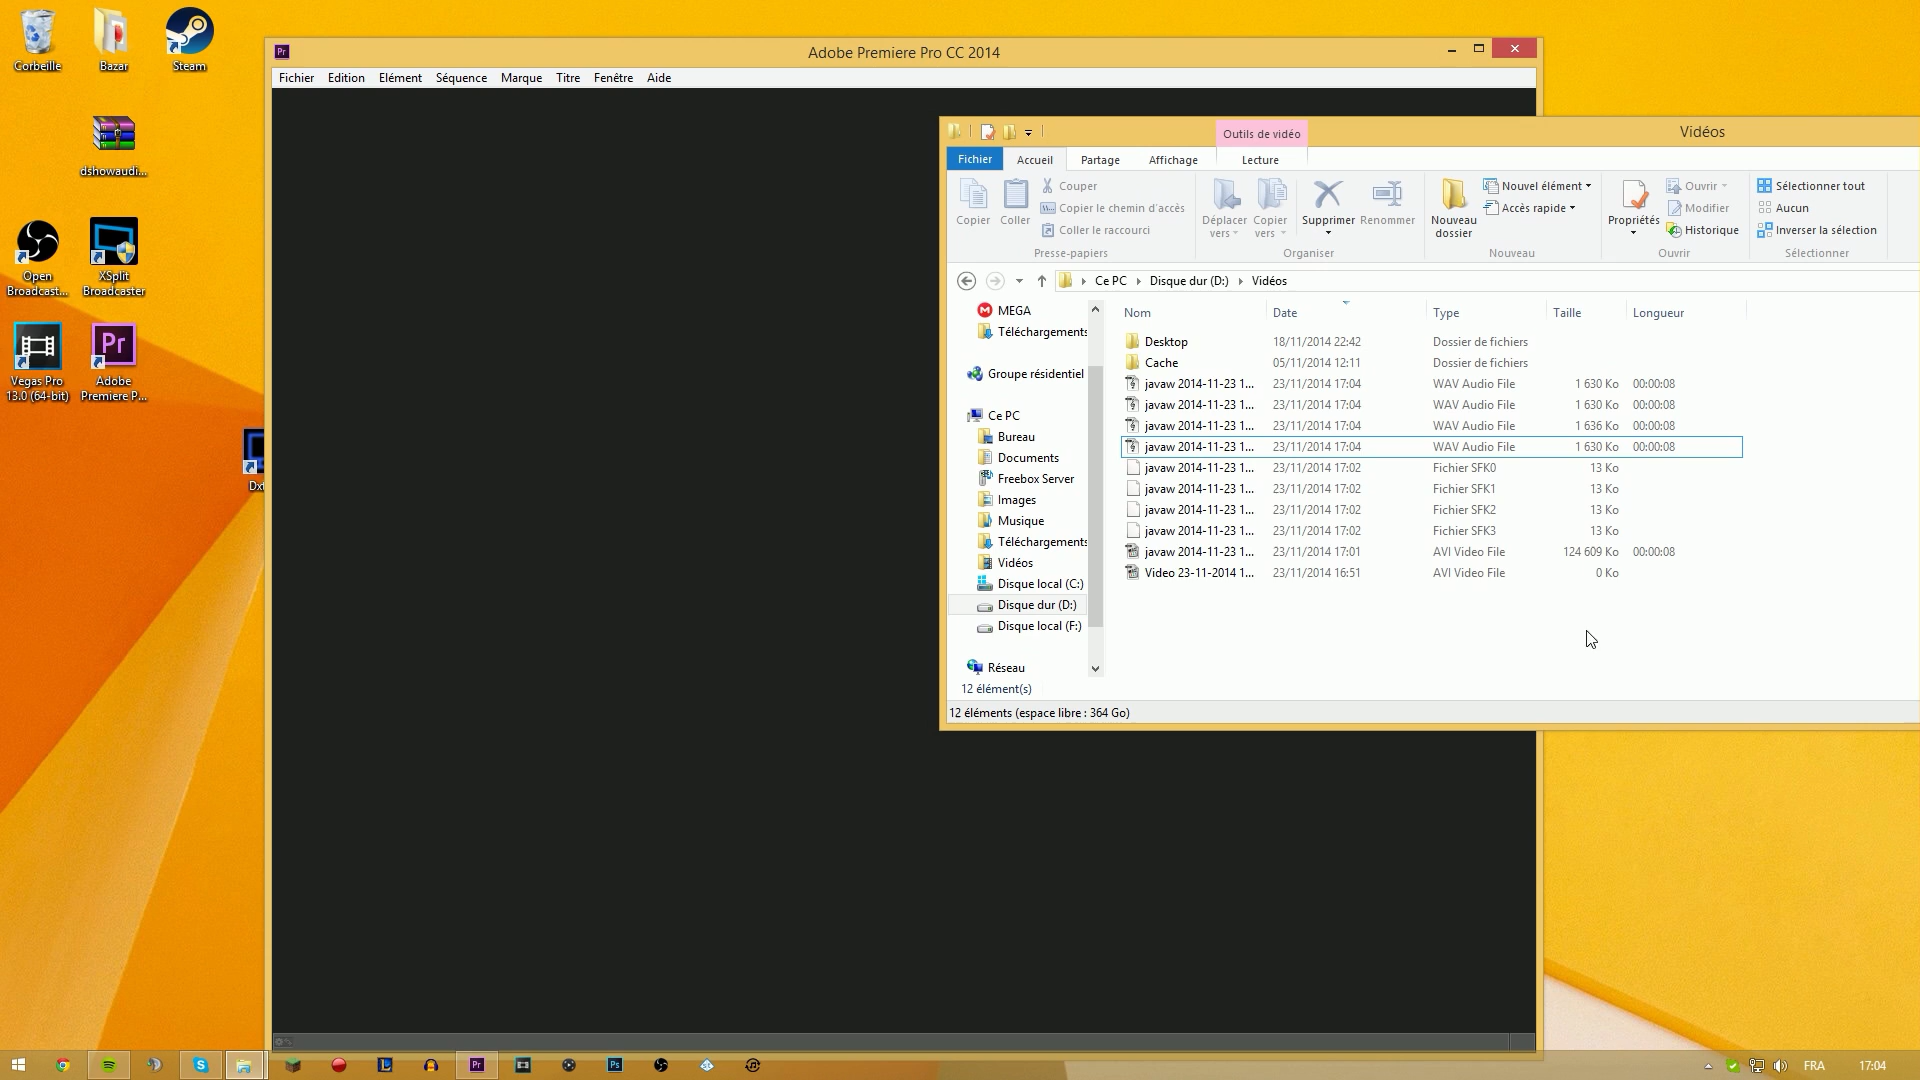 Corbeille
Bazar
Steam
dshowaudi...
Open Broadcast...
XSplit Broadcaster
Vegas Pro 13.0 (64-bit)
Adobe Premiere P...
Adobe Premiere Pro CC 2014
Fichier Edition Elément Séquence Marque Titre Fenêtre Aide
Outils de vidéo
Vidéos
Fichier Accueil Partage Affichage Lecture
Copier
Coller
Couper
Copier le chemin d'accès
Coller le raccourci
Presse-papiers
Déplacer vers
Copier vers
Supprimer
Renommer
Organiser
Nouveau dossier
Nouvel élément
Accès rapide
Nouveau
Propriétés
Ouvrir
Modifier
Historique
Ouvrir
Sélectionner tout
Aucun
Inverser la sélection
Sélectionner
Ce PC Disque dur (D:) Vidéos
MEGA
Téléchargements
Groupe résidentiel
Ce PC
Bureau
Documents
Freebox Server
Images
Musique
Téléchargements
Vidéos
Disque local (C:)
Disque dur (D:)
Disque local (F:)
Réseau
12 élément(s)
Nom Date Type Taille Longueur
Desktop 18/11/2014 22:42 Dossier de fichiers
Cache 05/11/2014 12:11 Dossier de fichiers
javaw 2014-11-23 1... 23/11/2014 17:04 WAV Audio File 1 630 Ko 00:00:08
javaw 2014-11-23 1... 23/11/2014 17:04 WAV Audio File 1 630 Ko 00:00:08
javaw 2014-11-23 1... 23/11/2014 17:04 WAV Audio File 1 636 Ko 00:00:08
javaw 2014-11-23 1... 23/11/2014 17:04 WAV Audio File 1 630 Ko 00:00:08
javaw 2014-11-23 1... 23/11/2014 17:02 Fichier SFK0 13 Ko
javaw 2014-11-23 1... 23/11/2014 17:02 Fichier SFK1 13 Ko
javaw 2014-11-23 1... 23/11/2014 17:02 Fichier SFK2 13 Ko
javaw 2014-11-23 1... 23/11/2014 17:02 Fichier SFK3 13 Ko
javaw 2014-11-23 1... 23/11/2014 17:01 AVI Video File 124 609 Ko 00:00:08
Video 23-11-2014 1... 23/11/2014 16:51 AVI Video File 0 Ko
12 éléments (espace libre : 364 Go)
FRA 17:04